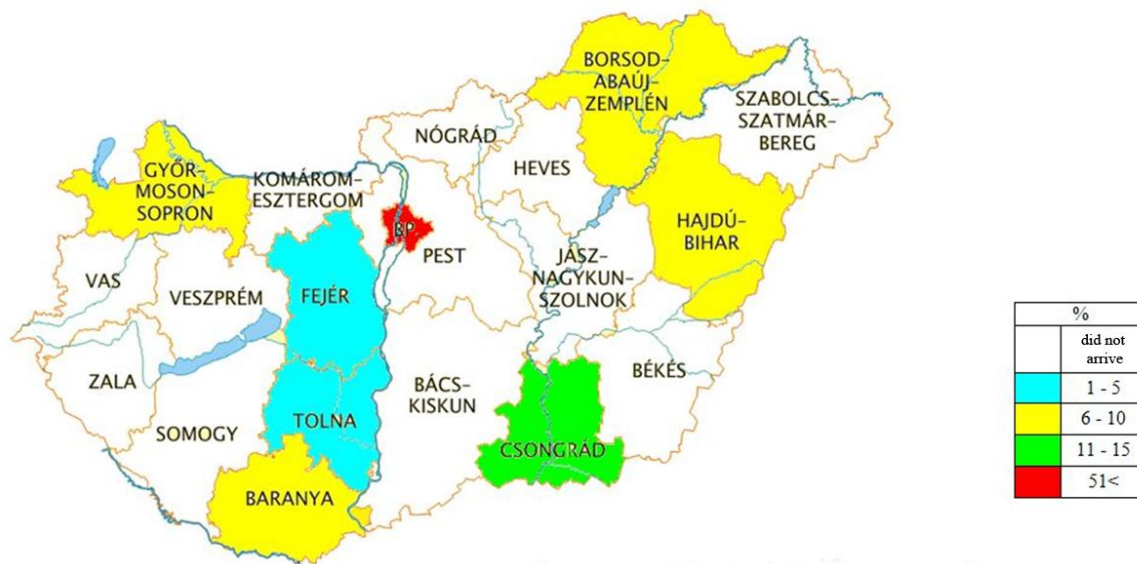 BORSOD-
ABAÚJ-
ZEMPLÉN
SZABOLCS-
SZATMÁR-
BEREG
NÓGRÁD
HEVES
GYŐR-
MOSON-
SOPRON
KOMÁROM-
ESZTERGOM
BP
PEST
HAJDÚ-
BIHAR
JÁSZ-
NAGYKUN-
SZOLNOK
VAS
VESZPRÉM
FEJÉR
ZALA
BÁCS-
KISKUN
BÉKÉS
SOMOGY
TOLNA
CSONGRÁD
BARANYA
%
did not
arrive
1 - 5
6 - 10
11 - 15
51<